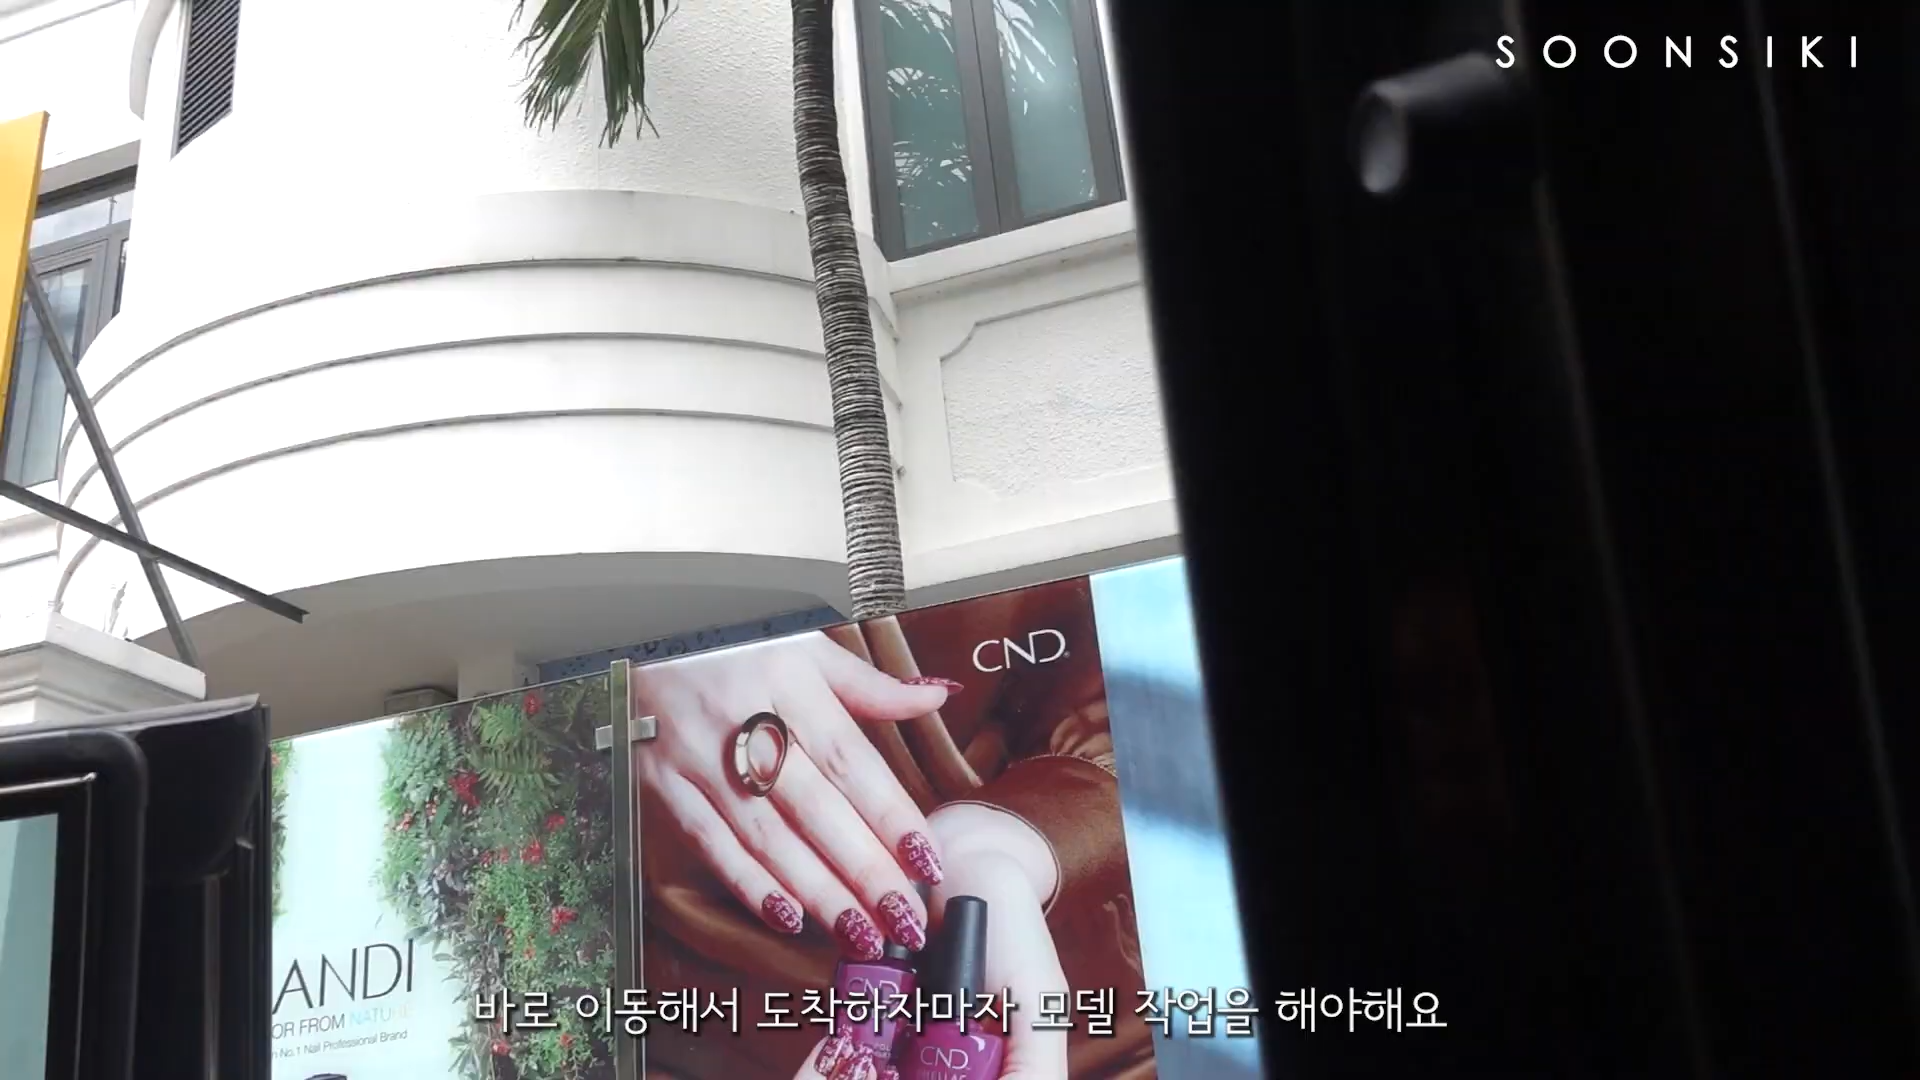 SOONSIKI
CND
ANDI
OR FROM NATURE
No.1 Nail Professional Brand
CND
CND
바로 이동해서 도착하자마자 모델 작업을 해야해요